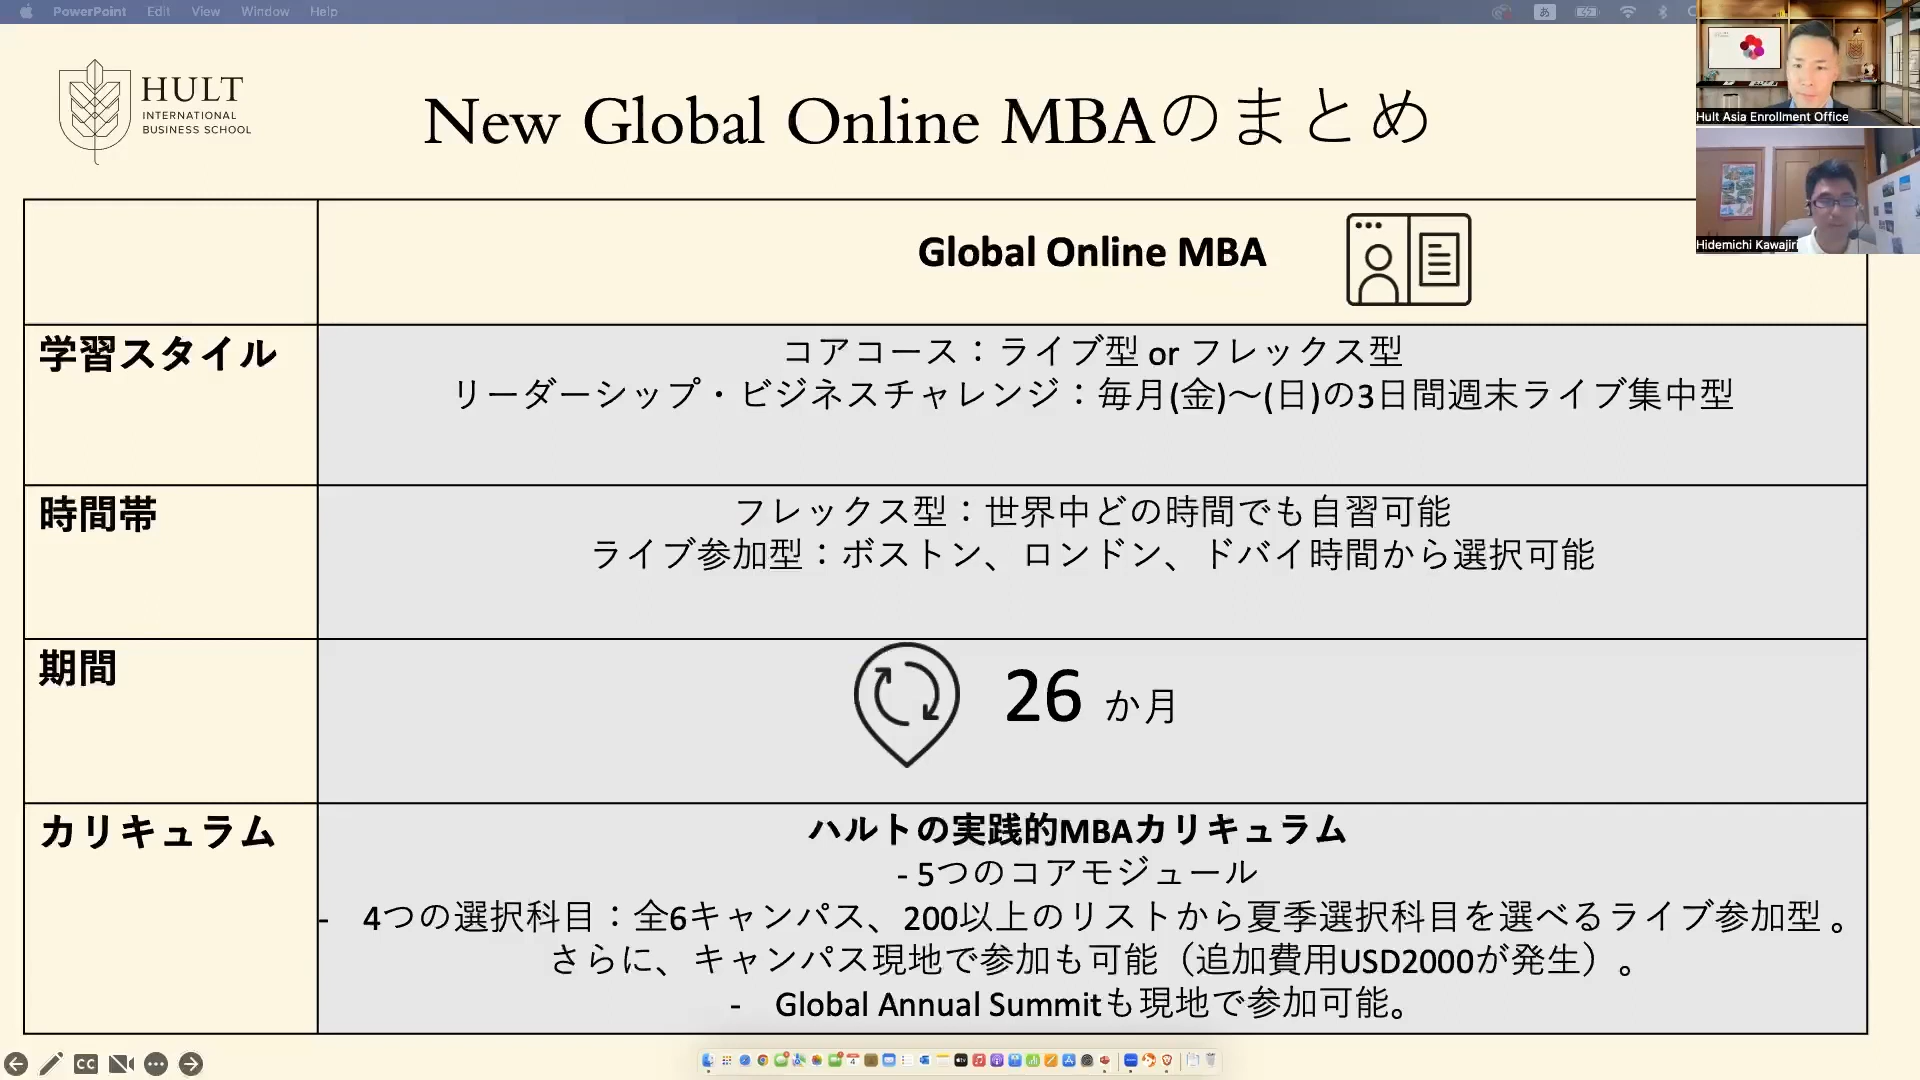 PowerPoint Edit View Window Help
あ
HULT
INTERNATIONAL
BUSINESS SCHOOL
New Global Online MBAのまとめ
Hult Asia Enrollment Office
Hidemichi Kawajiri
Global Online MBA
学習スタイル
コアコース：ライブ型 or フレックス型
リーダーシップ・ビジネスチャレンジ：毎月(金)～(日)の3日間週末ライブ集中型
時間帯
フレックス型：世界中どの時間でも自習可能
ライブ参加型：ボストン、ロンドン、ドバイ時間から選択可能
期間
26 か月
カリキュラム
ハルトの実践的MBAカリキュラム
- 5つのコアモジュール
- 4つの選択科目：全6キャンパス、200以上のリストから夏季選択科目を選べるライブ参加型 。
さらに、キャンパス現地で参加も可能（追加費用USD2000が発生）。
- Global Annual Summitも現地で参加可能。
CC